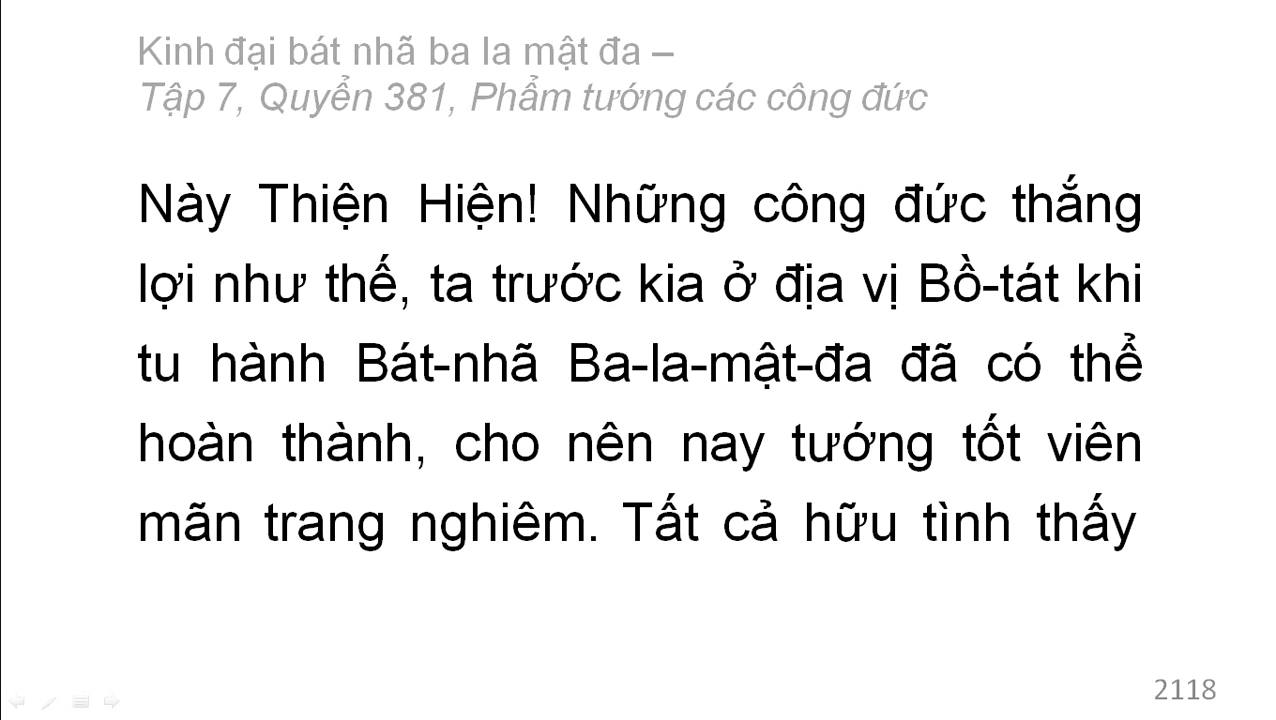 Kinh đại bát nhã ba la mật đa –
Tập 7, Quyển 381, Phẩm tướng các công đức
Này Thiện Hiện! Những công đức thắng
lợi như thế, ta trước kia ở địa vị Bồ-tát khi
tu hành Bát-nhã Ba-la-mật-đa đã có thể
hoàn thành, cho nên nay tướng tốt viên
mãn trang nghiêm. Tất cả hữu tình thấy
2118